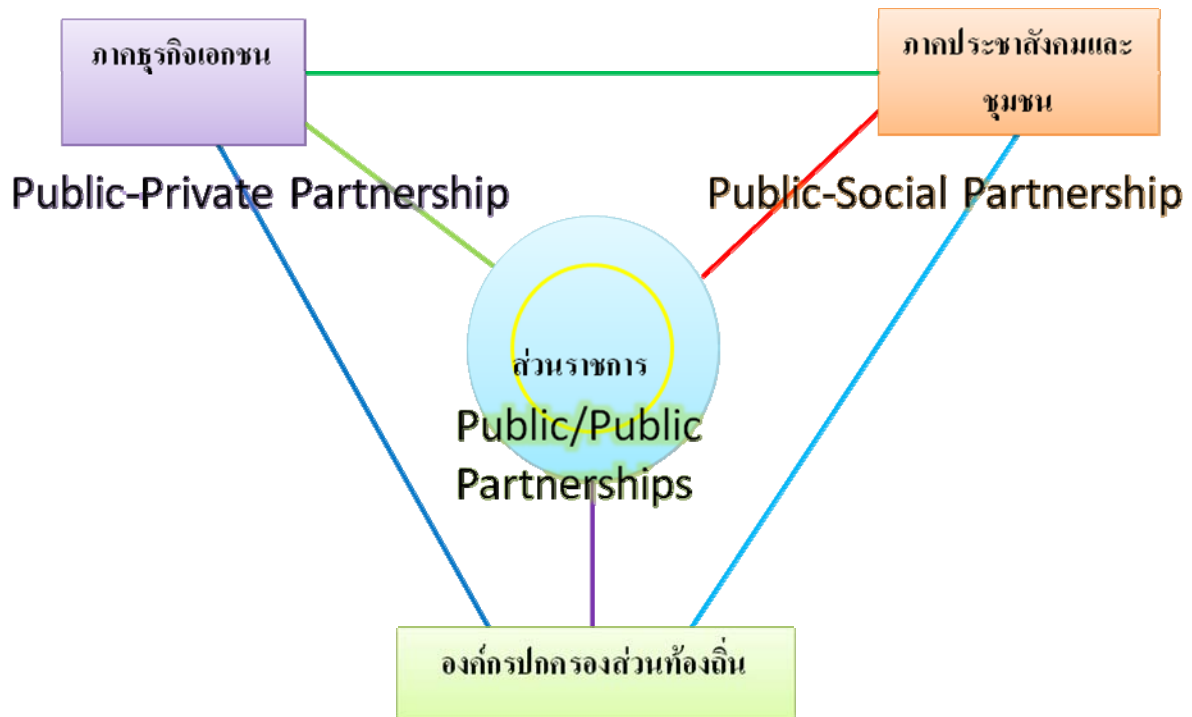 ภาคธุรกิจเอกชน
ภาคประชาสังคมและ
ชุมชน
Public-Private Partnership
Public-Social Partnership
ส่วนราชการ
Public/Public
Partnerships
องค์กรปกครองส่วนท้องถิ่น